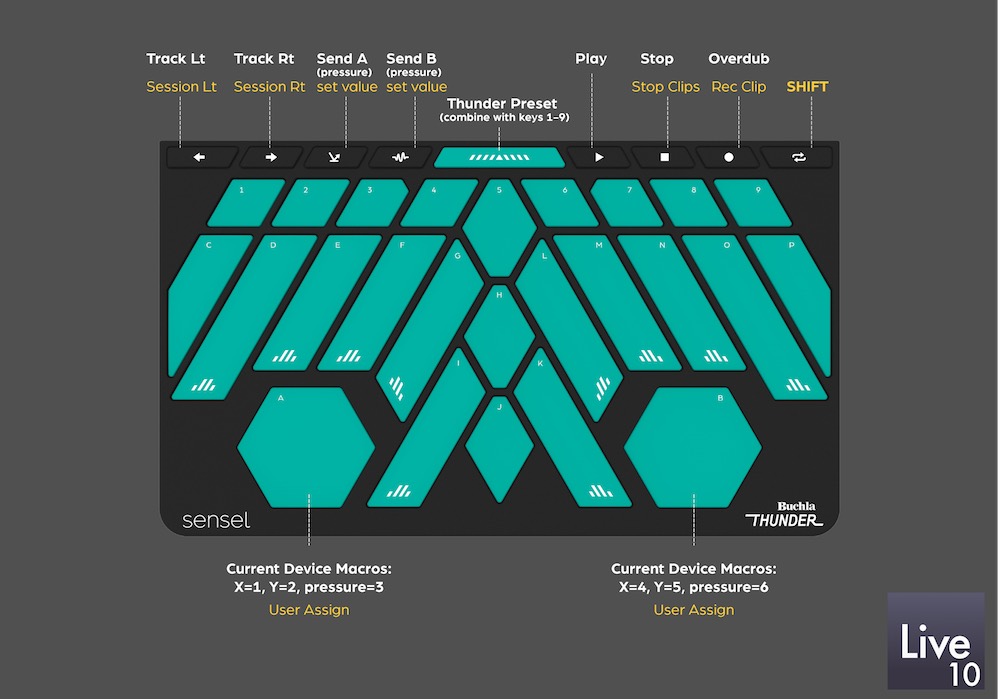 Track Lt
Session Lt
Track Rt
Session Rt
Send A
(pressure)
set value
Send B
(pressure)
set value
Thunder Preset
(combine with keys 1-9)
Play
Stop
Stop Clips
Overdub
Rec Clip
SHIFT
1
2
3
4
5
6
7
8
9
C
D
E
F
G
H
L
M
N
O
P
I
K
J
A
B
sensel
Buchla
THUNDER
Current Device Macros:
X=1, Y=2, pressure=3
User Assign
Current Device Macros:
X=4, Y=5, pressure=6
User Assign
Live
10